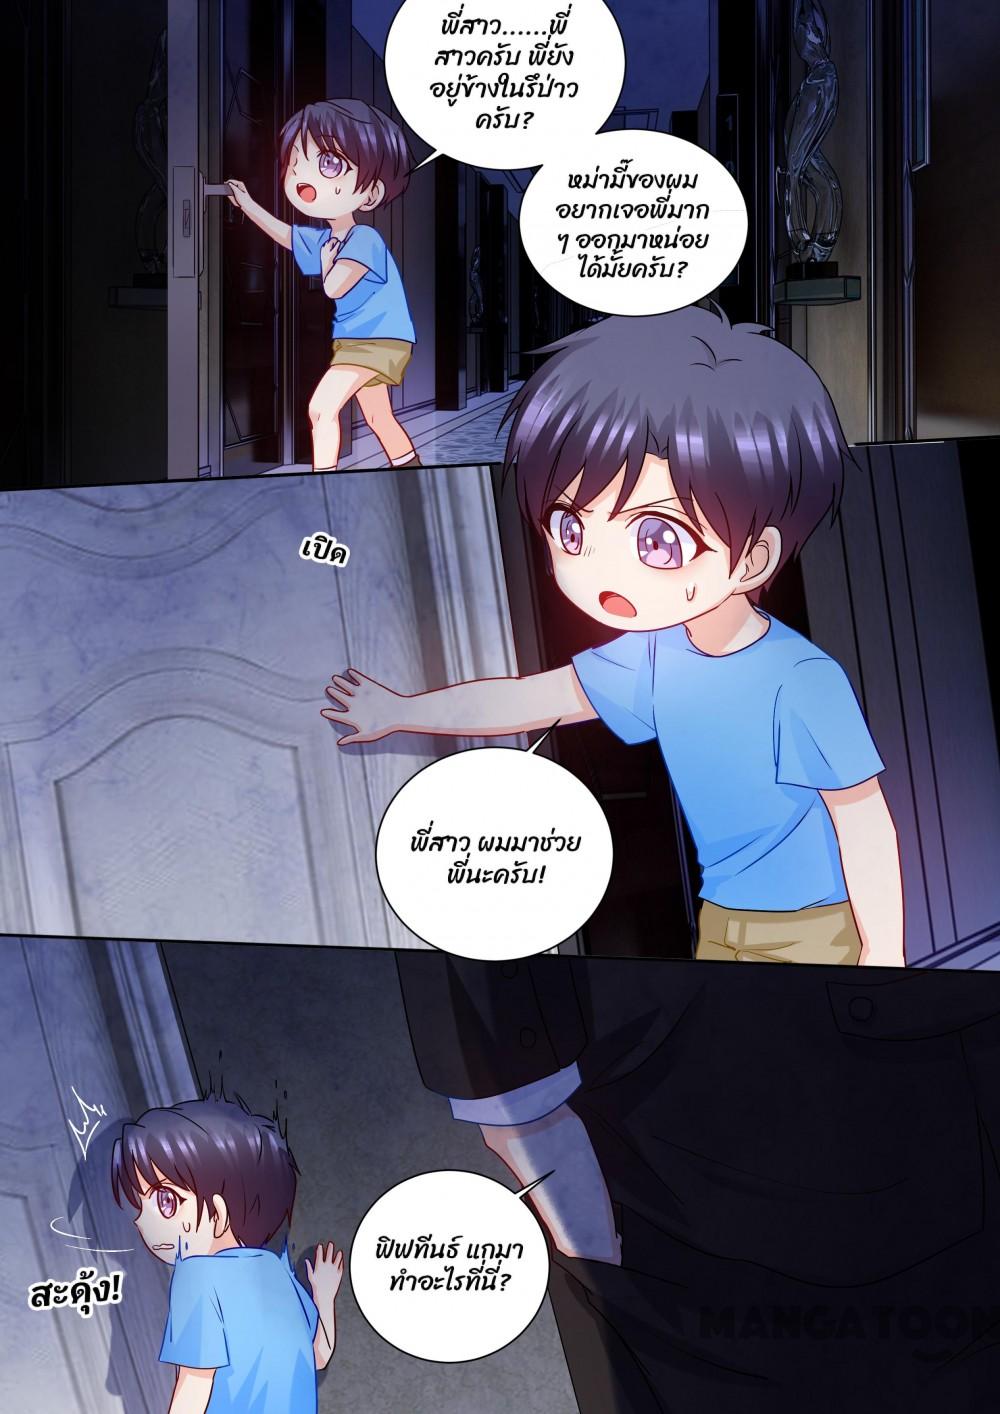 พี่สาว......พี่
สาวครับ พี่ยัง
อยู่ข้างในรึป่าว
ครับ?
หม่ามี๊ของผม
อยากเจอพี่มาก
ๆ ออกมาหน่อย
ได้มั้ยครับ?
เปิด
พี่สาว ผมมาช่วย
พี่นะครับ!
สะดุ้ง!
ฟิฟทีนธ์ แกมา
ทำอะไรที่นี่?
MANGATOON